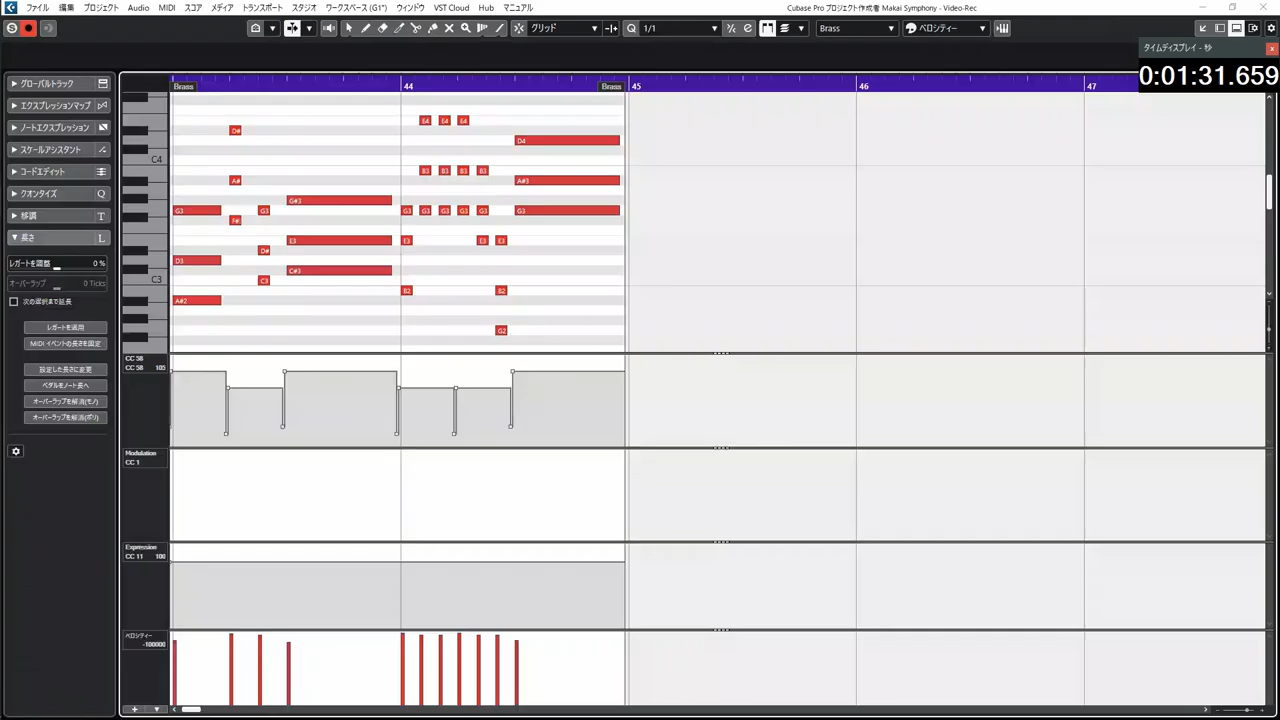 ファイル 編集 プロジェクト Audio MIDI スコア メディア トランスポート スタジオ ワークスペース (G1*) ウィンドウ VST Cloud Hub マニュアル Cubase Pro プロジェクト作成者 Makai Symphony - Video-Rec
S グリッド Q 1/1 Brass ベロシティー
タイムディスプレイ - 秒
0:01:31.659
グローバルトラック
エクスプレッションマップ
ノートエクスプレッション
スケールアシスタント
コードエディット
クオンタイズ Q
移調 T
長さ L
レガートを調整 0 %
オーバーラップ 0 Ticks
次の選択まで延長
レガートを適用
MIDI イベントの長さを固定
設定した長さに変更
ペダルをノート長へ
オーバーラップを解消(モノ)
オーバーラップを解消(ポリ)
Brass 44 Brass 45 46 47
E4 E4 E4
D#
D4
C4
B3 B3 B3 B3
A# A#3
G#3
G3 G3 G3 G3 G3 G3 G3 G3
F#
E3 E3 E3 E3
D#
D3
C#3
C3 C3
B2 B2
A#2
G2
CC 58
CC 58 105
Modulation
CC 1
Expression
CC 11 100
ベロシティー
-100000